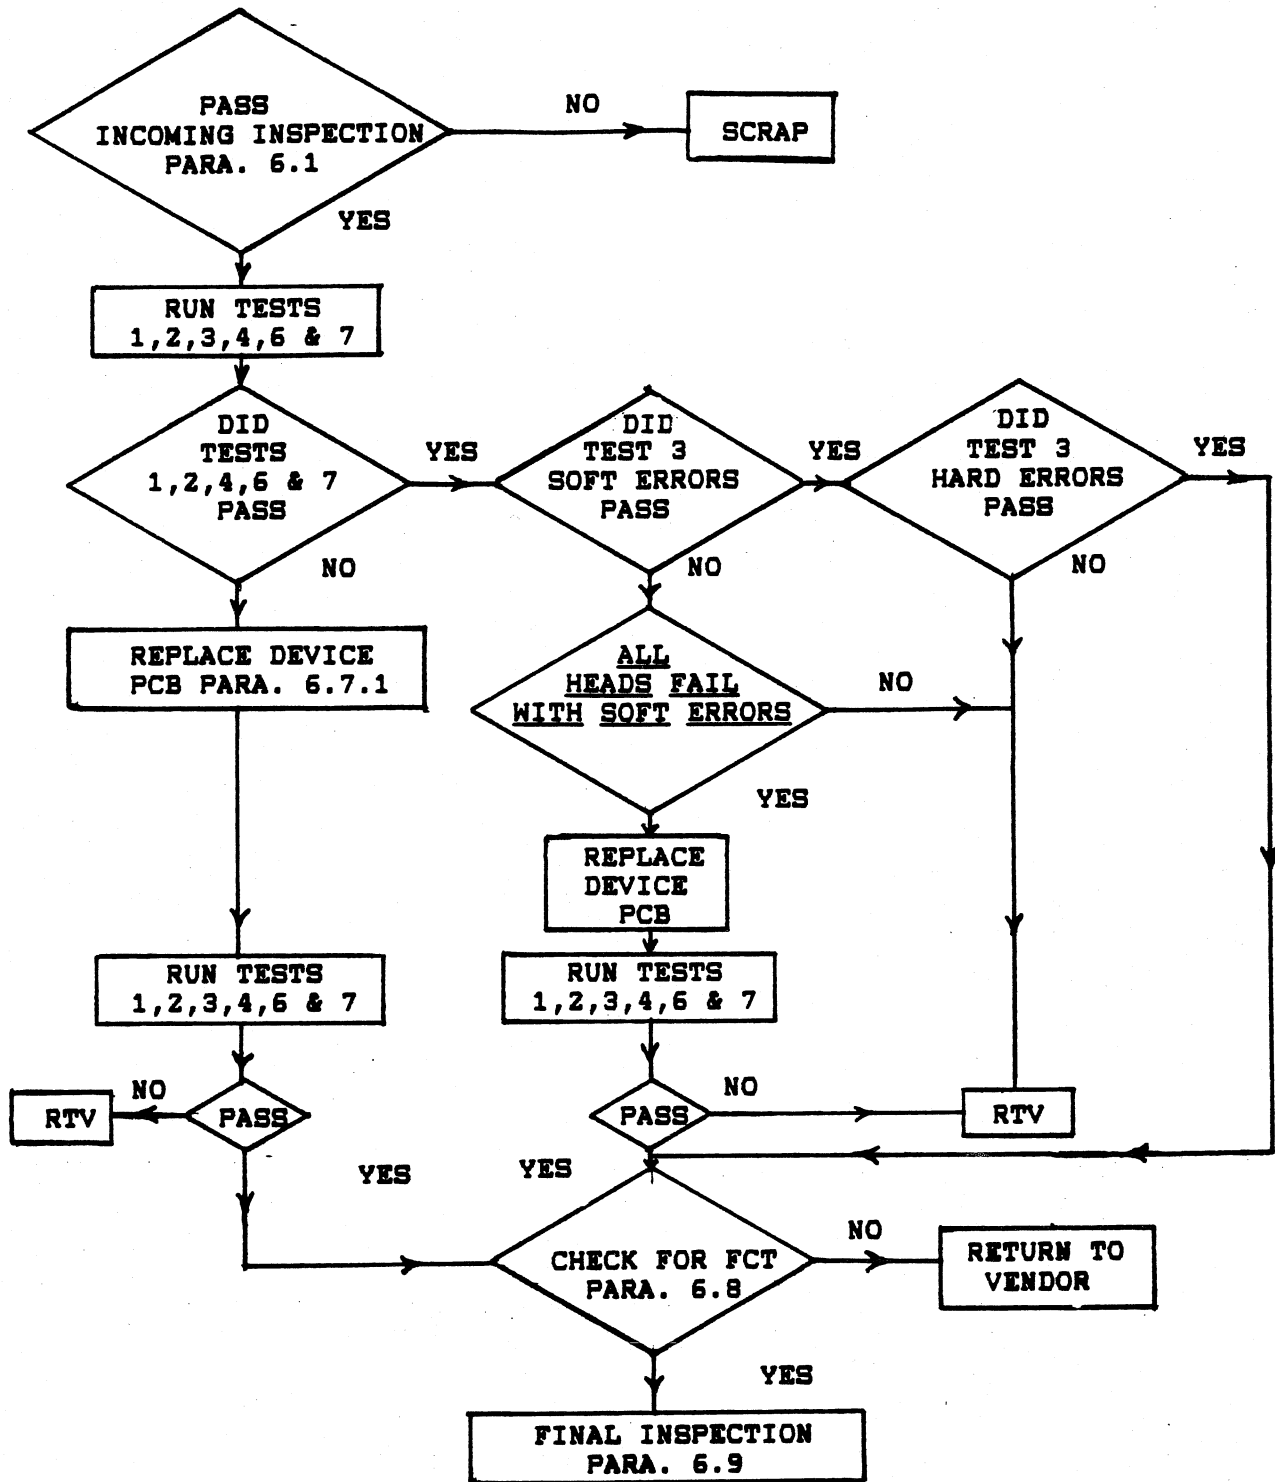 PASS
INCOMING INSPECTION
PARA. 6.1
NO
SCRAP
YES
RUN TESTS
1,2,3,4,6 & 7
DID
TESTS
1,2,4,6 & 7
PASS
YES
DID
TEST 3
SOFT ERRORS
PASS
YES
DID
TEST 3
HARD ERRORS
PASS
YES
NO
NO
NO
REPLACE DEVICE
PCB PARA. 6.7.1
ALL
HEADS FAIL
WITH SOFT ERRORS
NO
YES
REPLACE
DEVICE
PCB
RUN TESTS
1,2,3,4,6 & 7
RUN TESTS
1,2,3,4,6 & 7
NO
RTV
PASS
PASS
NO
RTV
YES
YES
CHECK FOR FCT
PARA. 6.8
NO
RETURN TO
VENDOR
YES
FINAL INSPECTION
PARA. 6.9